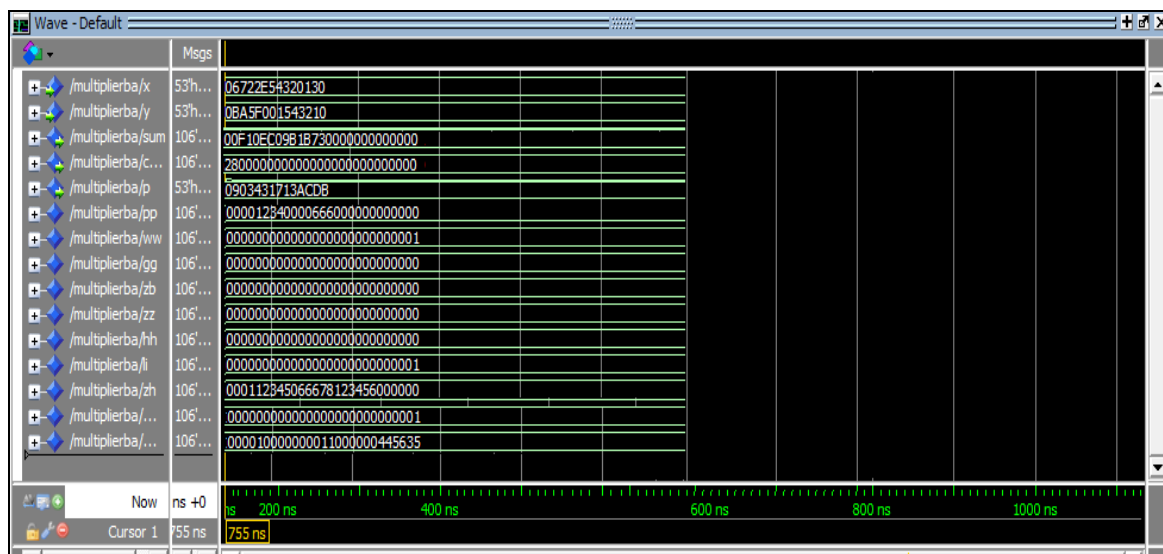 Wave - Default
Msgs
/multiplierba/x 53'h... 06722E54320130
/multiplierba/y 53'h... 0BA5F001543210
/multiplierba/sum 106'... 00F10EC09B1B730000000000000
/multiplierba/c... 106'... 280000000000000000000000000
/multiplierba/p 53'h... 0903431713ACDB
/multiplierba/pp 106'... 000012340000666000000000000
/multiplierba/ww 106'... 000000000000000000000000001
/multiplierba/gg 106'... 000000000000000000000000000
/multiplierba/zb 106'... 000000000000000000000000000
/multiplierba/zz 106'... 000000000000000000000000000
/multiplierba/hh 106'... 000000000000000000000000000
/multiplierba/li 106'... 000000000000000000000000001
/multiplierba/zh 106'... 000112345066678123456000000
/multiplierba/... 106'... 000000000000000000000000001
/multiplierba/... 106'... 000010000000011000000445635
Now ns +0 ns 200 ns 400 ns 600 ns 800 ns 1000 ns
Cursor 1 755 ns 755 ns